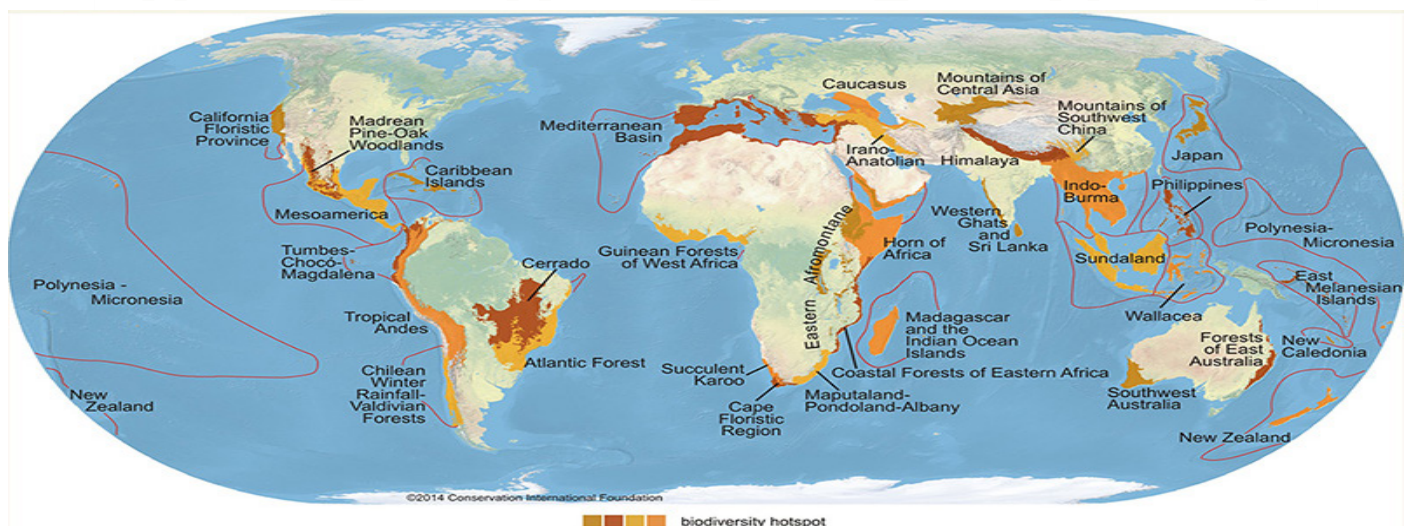 California
Floristic
Province
Madrean
Pine-Oak
Woodlands
Caribbean
Islands
Mesoamerica
Tumbes-
Chocó-
Magdalena
Cerrado
Polynesia -
Micronesia
Tropical
Andes
Atlantic Forest
Chilean
Winter
Rainfall-
Valdivian
Forests
New
Zealand
Mediterranean
Basin
Caucasus
Mountains of
Central Asia
Mountains of
Southwest
China
Irano-
Anatolian
Himalaya
Japan
Indo-
Burma
Philippines
Western
Ghats
and
Sri Lanka
Guinean Forests
of West Africa
Eastern Afromontane
Horn of
Africa
Polynesia-
Micronesia
Sundaland
East
Melanesian
Islands
Wallacea
Madagascar
and the
Indian Ocean
Islands
Forests
of East
Australia
New
Caledonia
Succulent
Karoo
Coastal Forests of Eastern Africa
Cape
Floristic
Region
Maputaland-
Pondoland-Albany
Southwest
Australia
New Zealand
©2014 Conservation International Foundation
biodiversity hotspot